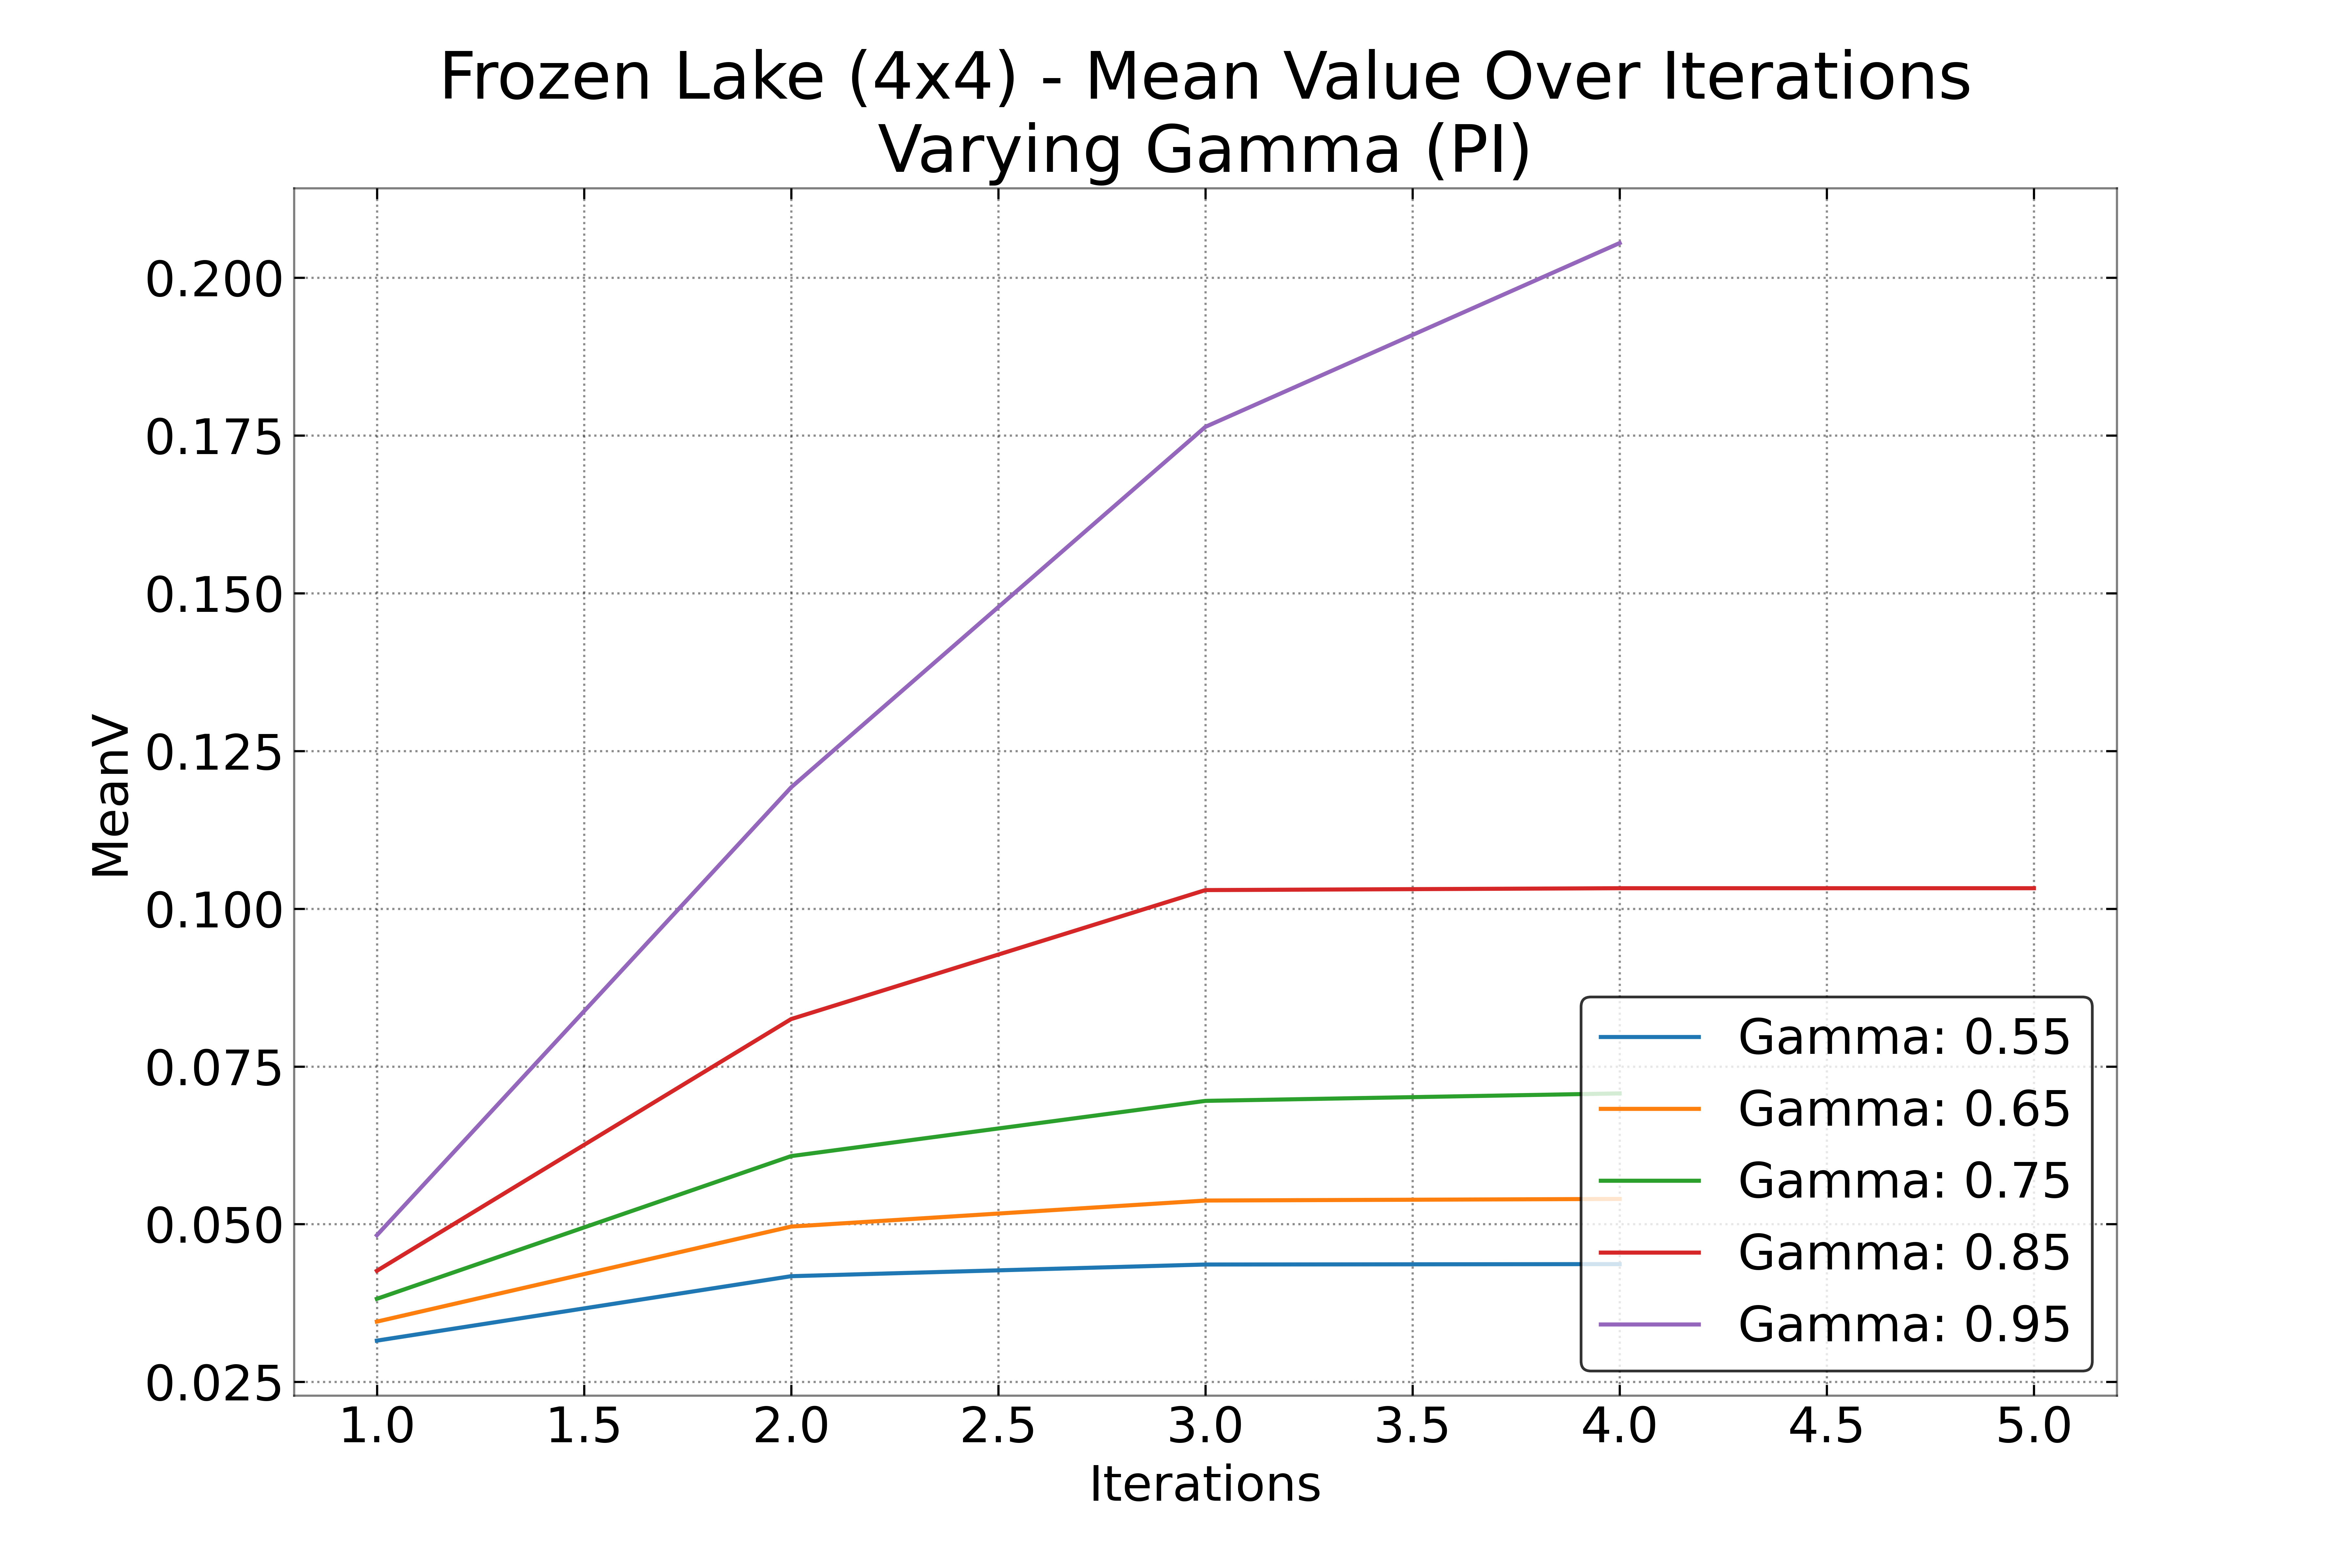 Frozen Lake (4x4) - Mean Value Over Iterations
Varying Gamma (PI)
0.200
0.175
0.150
0.125
0.100
0.075
0.050
0.025
MeanV
Gamma: 0.55
Gamma: 0.65
Gamma: 0.75
Gamma: 0.85
Gamma: 0.95
1.0 1.5 2.0 2.5 3.0 3.5 4.0 4.5 5.0
Iterations